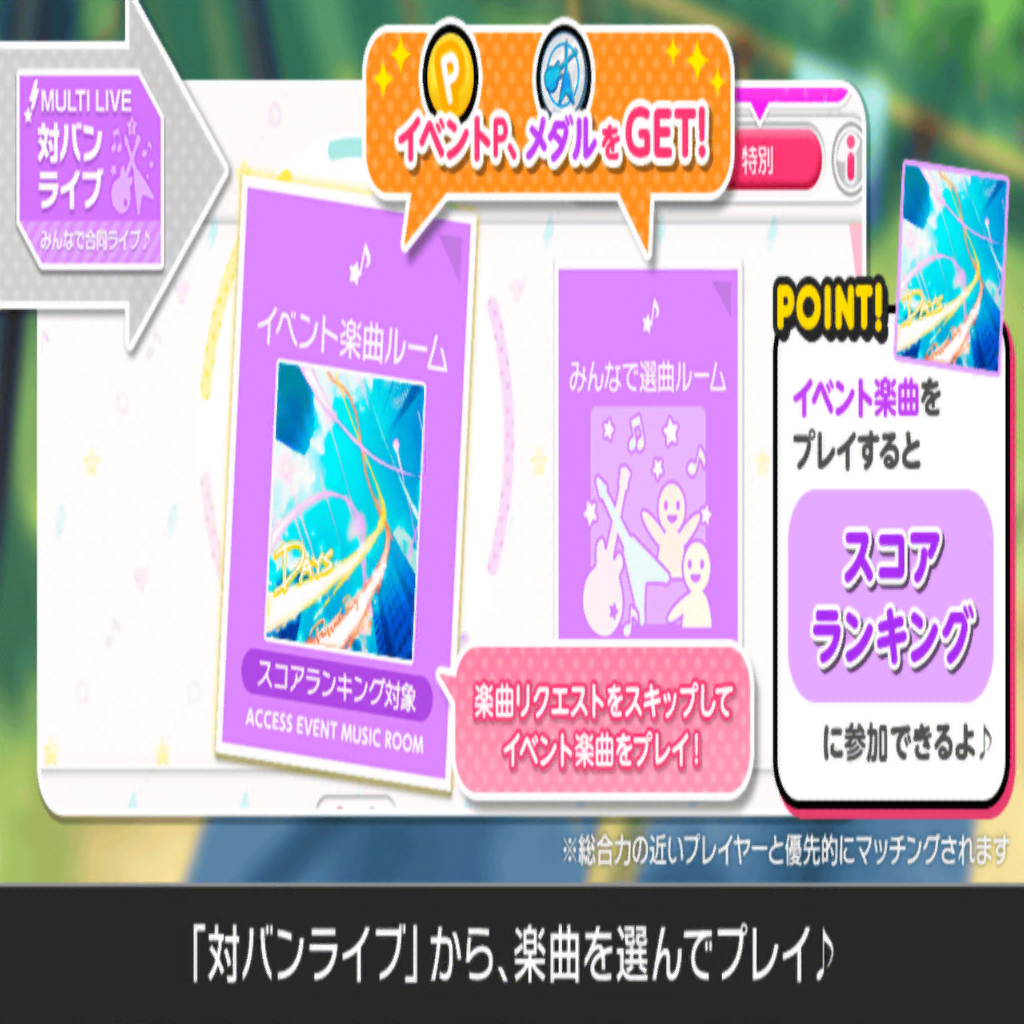 MULTI LIVE
対バン
ライブ
みんなで合同ライブ♪
P
イベントP、メダルをGET!
特別
i
イベント楽曲ルーム
DAYS
スコアランキング対象
ACCESS EVENT MUSIC ROOM
みんなで選曲ルーム
楽曲リクエストをスキップして
イベント楽曲をプレイ!
DAYS
POINT!
イベント楽曲を
プレイすると
スコア
ランキング
に参加できるよ♪
※総合力の近いプレイヤーと優先的にマッチングされます
「対バンライブ」から、楽曲を選んでプレイ♪